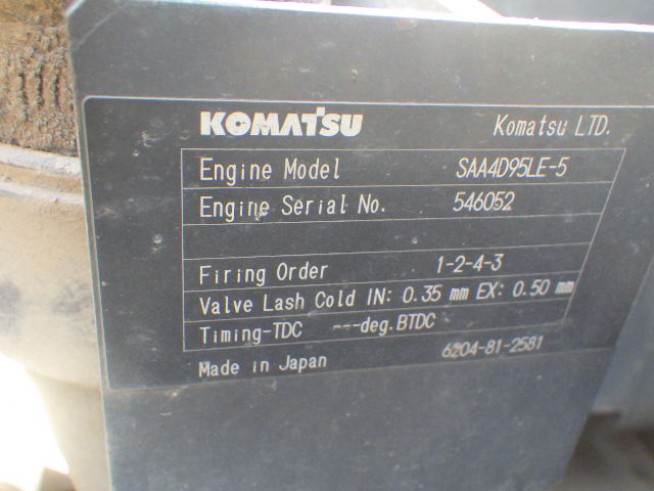 KOMATSU Komatsu LTD.
Engine Model SAA4D95LE-5
Engine Serial No. 546052
Firing Order 1-2-4-3
Valve Lash Cold IN: 0.35 mm EX: 0.50 mm
Timing-TDC ---deg.BTDC
Made in Japan 6204-81-2581